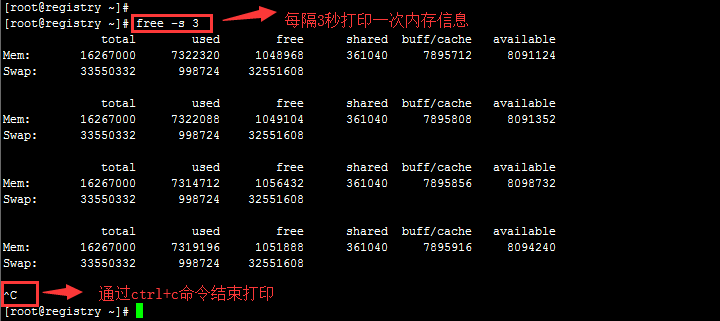 [root@registry ~]#
[root@registry ~]# free -s 3 每隔3秒打印一次内存信息
total used free shared buff/cache available
Mem: 16267000 7322320 1048968 361040 7895712 8091124
Swap: 33550332 998724 32551608
total used free shared buff/cache available
Mem: 16267000 7322088 1049104 361040 7895808 8091352
Swap: 33550332 998724 32551608
total used free shared buff/cache available
Mem: 16267000 7314712 1056432 361040 7895856 8098732
Swap: 33550332 998724 32551608
total used free shared buff/cache available
Mem: 16267000 7319196 1051888 361040 7895916 8094240
Swap: 33550332 998724 32551608
^C 通过ctrl+c命令结束打印
[root@registry ~]#